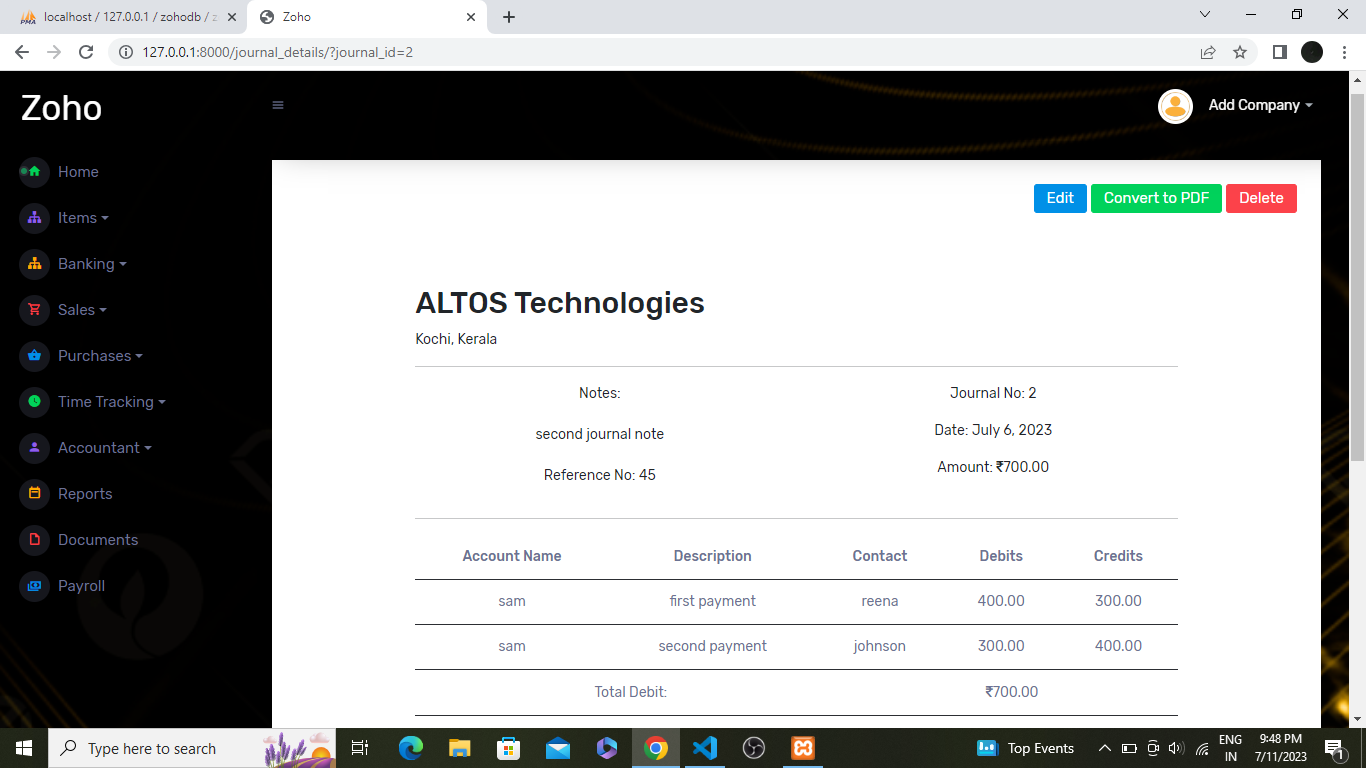 localhost / 127.0.0.1 / zohodb / z
Zoho
127.0.0.1:8000/journal_details/?journal_id=2
Zoho
Add Company
Home
Items
Banking
Sales
Purchases
Time Tracking
Accountant
Reports
Documents
Payroll
Edit Convert to PDF Delete
ALTOS Technologies
Kochi, Kerala
Notes:
second journal note
Reference No: 45
Journal No: 2
Date: July 6, 2023
Amount: ₹700.00
Account Name Description Contact Debits Credits
sam first payment reena 400.00 300.00
sam second payment johnson 300.00 400.00
Total Debit: ₹700.00
Type here to search
Top Events
ENG
IN
9:48 PM
7/11/2023
1